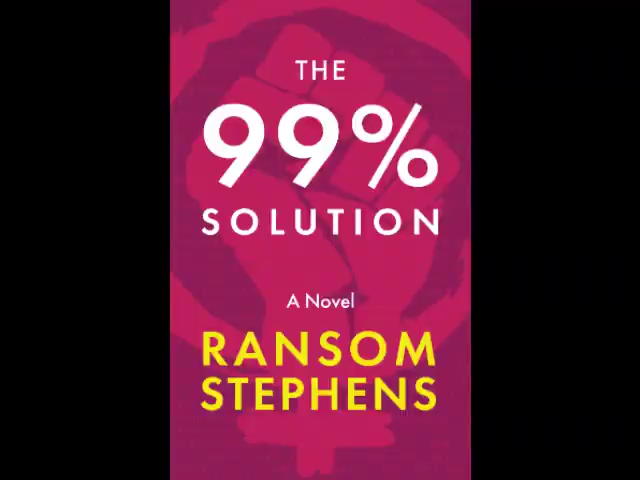 THE
99%
SOLUTION
A Novel
RANSOM
STEPHENS